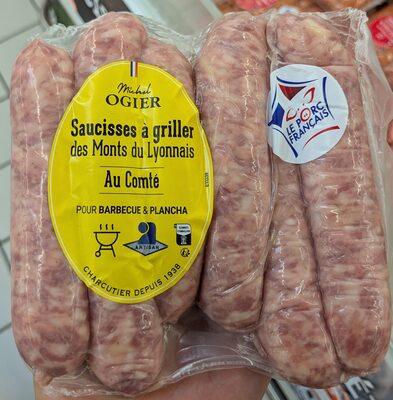 Michel
OGIER
Saucisses à griller
des Monts du Lyonnais
Au Comté
POUR BARBECUE & PLANCHA
ARTISAN
CHARCUTIER DEPUIS 1938
LE PORC
FRANÇAIS